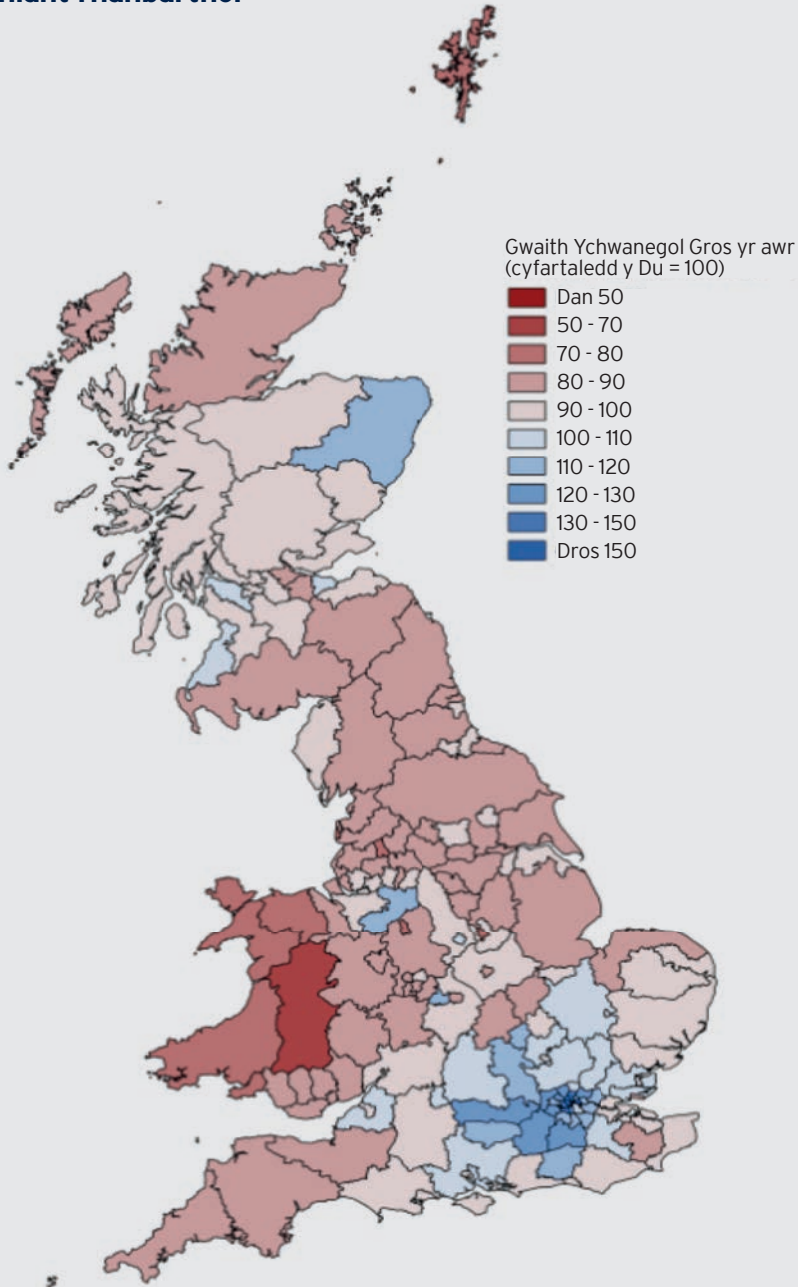 Gwaith Ychwanegol Gros yr awr
(cyfartaledd y Du = 100)
Dan 50
50 - 70
70 - 80
80 - 90
90 - 100
100 - 110
110 - 120
120 - 130
130 - 150
Dros 150